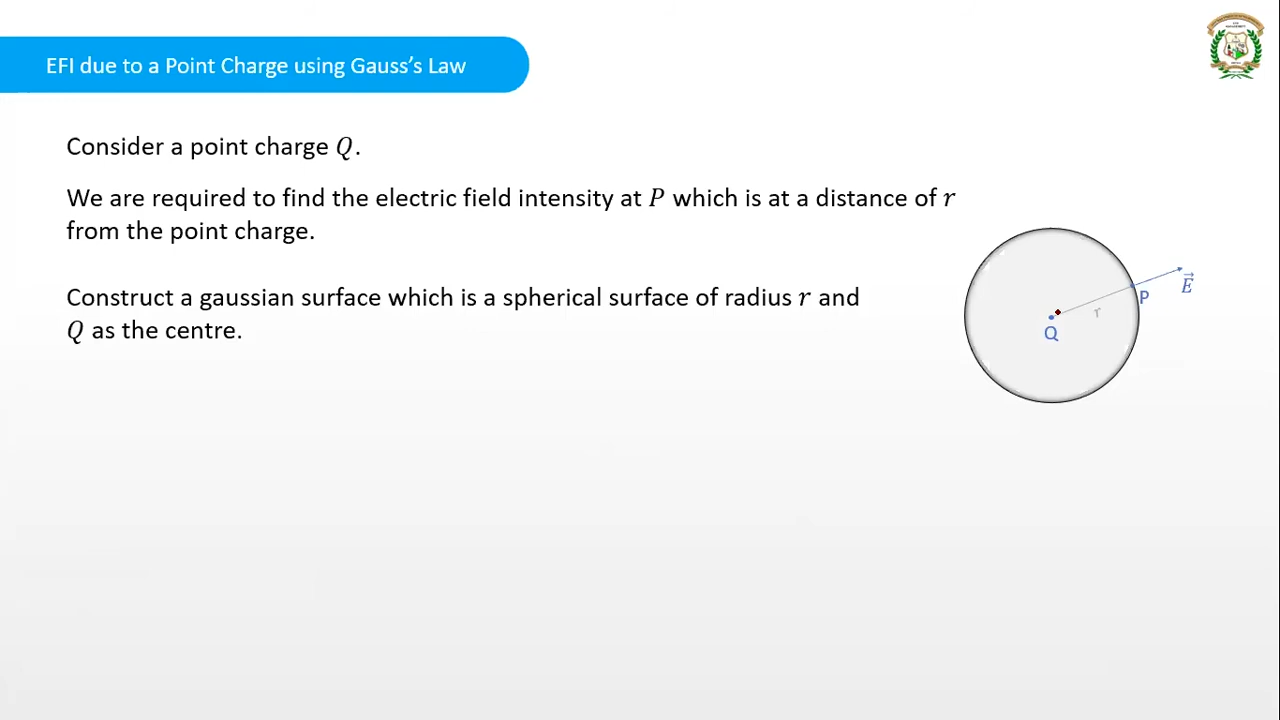 EFI due to a Point Charge using Gauss's Law
Consider a point charge Q.
We are required to find the electric field intensity at P which is at a distance of r
from the point charge.
Construct a gaussian surface which is a spherical surface of radius r and
Q as the centre.
E⃗
P
r
Q